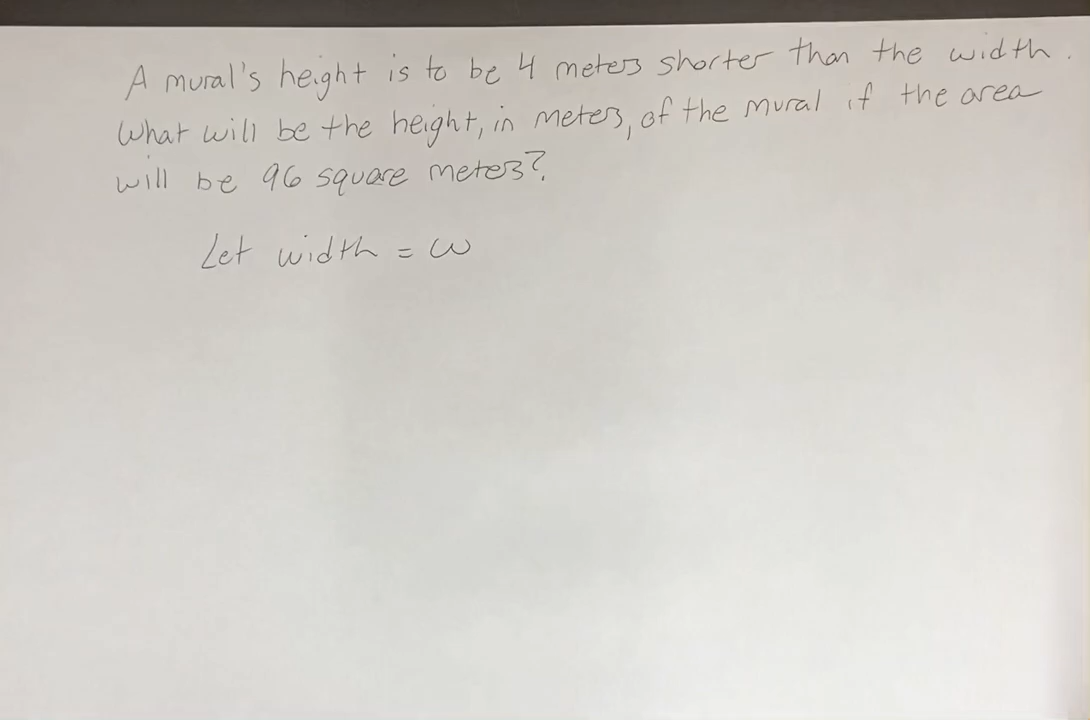 A mural's height is to be 4 meters shorter than the width.
What will be the height, in meters, of the mural if the area
will be 96 square meters?
Let width = w